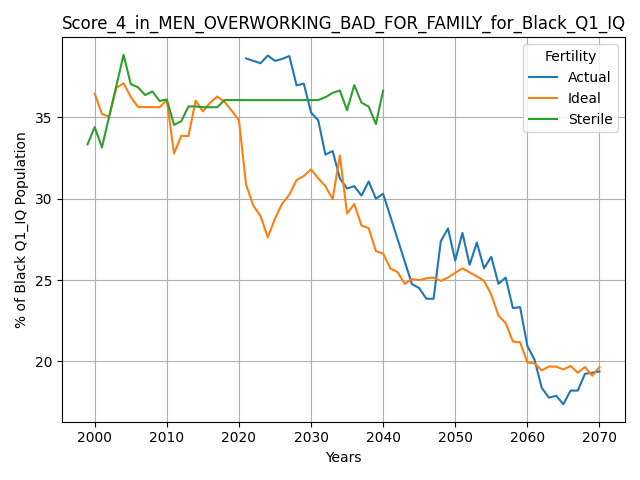 Score_4_in_MEN_OVERWORKING_BAD_FOR_FAMILY_for_Black_Q1_IQ
Fertility
Actual
Ideal
Sterile
% of Black Q1_IQ Population
35
30
25
20
2000
2010
2020
2030
2040
2050
2060
2070
Years